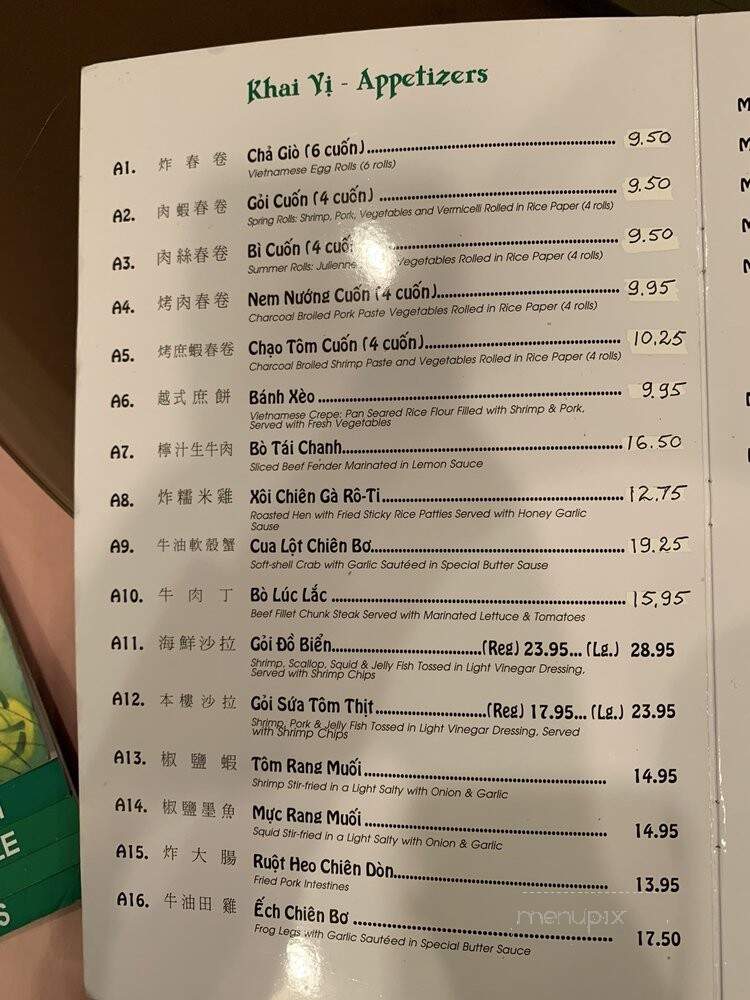 Khai Vị - Appetizers
A1. 炸春卷 Chả Giò (6 cuốn) 9.50
Vietnamese Egg Rolls (6 rolls)
A2. 肉蝦春卷 Gỏi Cuốn (4 cuốn) 9.50
Spring Rolls: Shrimp, Pork, Vegetables and Vermicelli Rolled in Rice Paper (4 rolls)
A3. 肉絲春卷 Bì Cuốn (4 9.50
Summer Rolls: Vegetables Rolled in Rice Paper (4 rolls)
A4. 烤肉春卷 Nem Nướng Cuốn (4 cuốn) 9.95
Charcoal Broiled Pork Paste Vegetables Rolled in Rice Paper (4 rolls)
A5. 烤庶蝦春卷 Chạo Tôm Cuốn (4 cuốn) 10.25
Charcoal Broiled Shrimp Paste and Vegetables Rolled in Rice Paper (4 rolls)
A6. 越式庶餅 Bánh Xèo 9.95
Vietnamese Crepe: Pan Seared Rice Flour Filled with Shrimp & Pork,
Served with Fresh Vegetables
A7. 檸汁生牛肉 Bò Tái Chanh 16.50
Sliced Beef Fender Marinated in Lemon Sauce
A8. 炸糯米雞 Xôi Chiên Gà Rô-Ti 12.75
Roasted Hen with Fried Sticky Rice Patties Served with Honey Garlic
Sause
A9. 牛油軟殼蟹 Cua Lột Chiên Bơ 19.25
Soft-shell Crab with Garlic Sautéed in Special Butter Sause
A10. 牛肉丁 Bò Lúc Lắc 15.95
Beef Fillet Chunk Steak Served with Marinated Lettuce & Tomatoes
A11. 海鮮沙拉 Gỏi Đồ Biển (Reg) 23.95... (Lg.) 28.95
Shrimp, Scallop, Squid & Jelly Fish Tossed in Light Vinegar Dressing,
Served with Shrimp Chips
A12. 本樓沙拉 Gỏi Sứa Tôm Thịt (Reg) 17.95... (Lg.) 23.95
Shrimp, Pork & Jelly Fish Tossed in Light Vinegar Dressing, Served
with Shrimp Chips
A13. 椒鹽蝦 Tôm Rang Muối 14.95
Shrimp Stir-fried in a Light Salty with Onion & Garlic
A14. 椒鹽墨魚 Mực Rang Muối 14.95
Squid Stir-fried in a Light Salty with Onion & Garlic
A15. 炸大腸 Ruột Heo Chiên Dòn 13.95
Fried Pork Intestines
A16. 牛油田雞 Ếch Chiên Bơ 17.50
Frog Legs with Garlic Sautéed in Special Butter Sauce
menupix